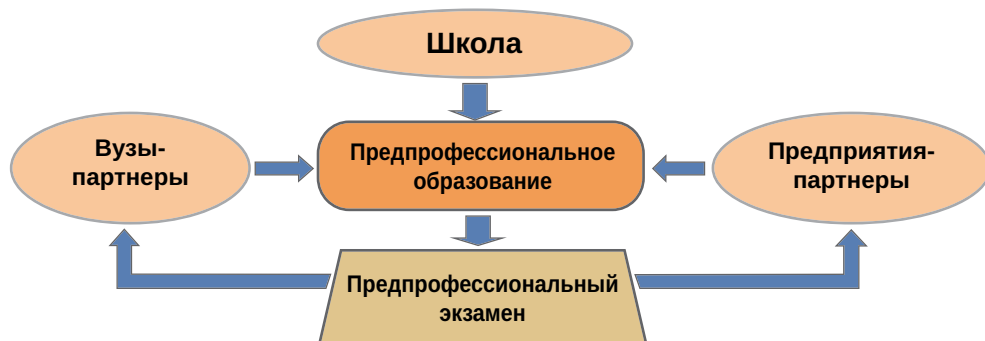 Школа
Вузы-
партнеры
Предпрофессиональное
образование
Предприятия-
партнеры
Предпрофессиональный
экзамен